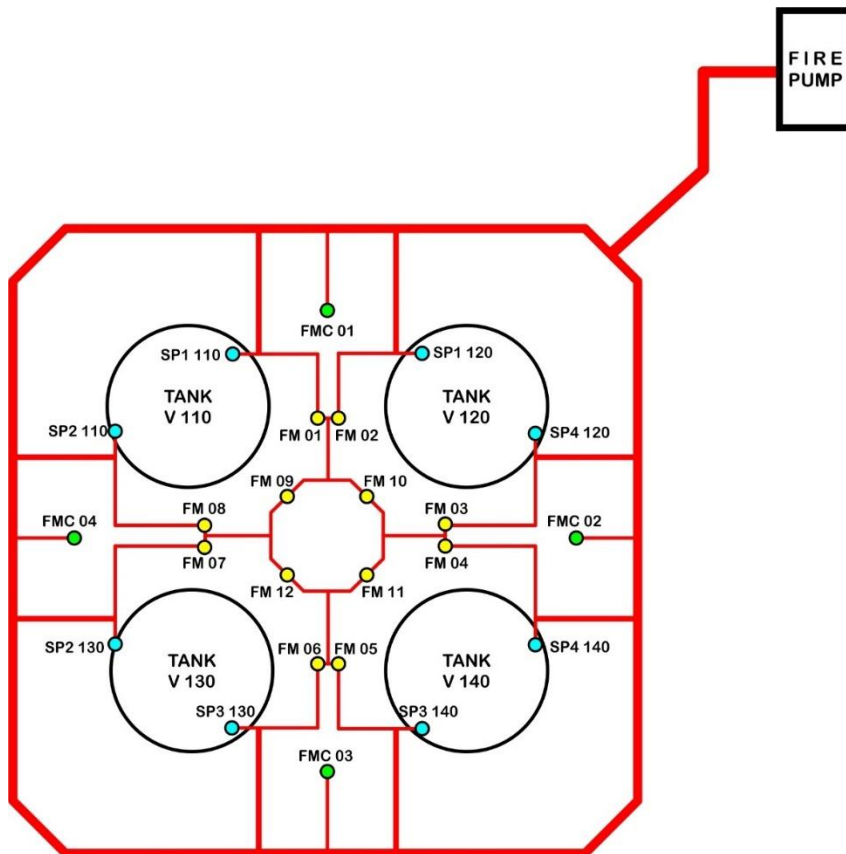 FIRE
PUMP
FMC 01
SP1 110
SP1 120
TANK
V 110
TANK
V 120
SP2 110
FM 01
FM 02
SP4 120
FM 09
FM 10
FM 08
FM 03
FMC 04
FMC 02
FM 07
FM 04
FM 12
FM 11
SP2 130
FM 06
FM 05
SP4 140
TANK
V 130
TANK
V 140
SP3 130
SP3 140
FMC 03